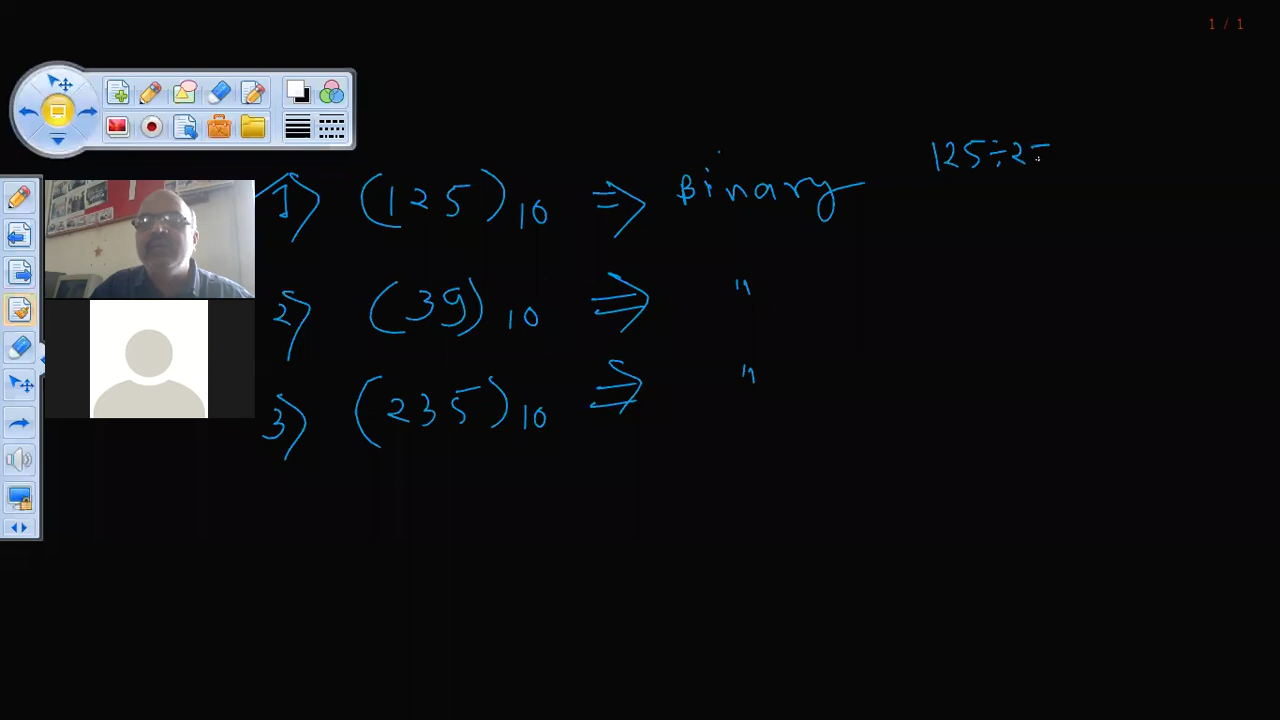 1 / 1
1) (125)10 ⇒ Binary 125÷2=
2) (39)10 ⇒ "
3) (235)10 ⇒ "